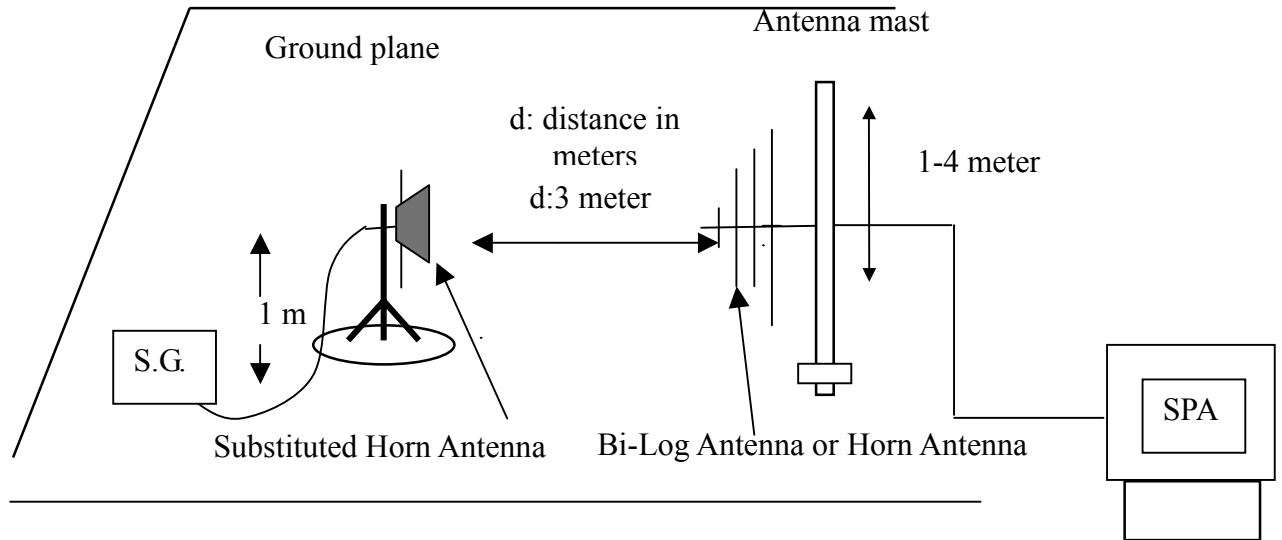 Antenna mast
Ground plane
d: distance in
meters
d:3 meter
1-4 meter
1 m
S.G.
SPA
Substituted Horn Antenna
Bi-Log Antenna or Horn Antenna